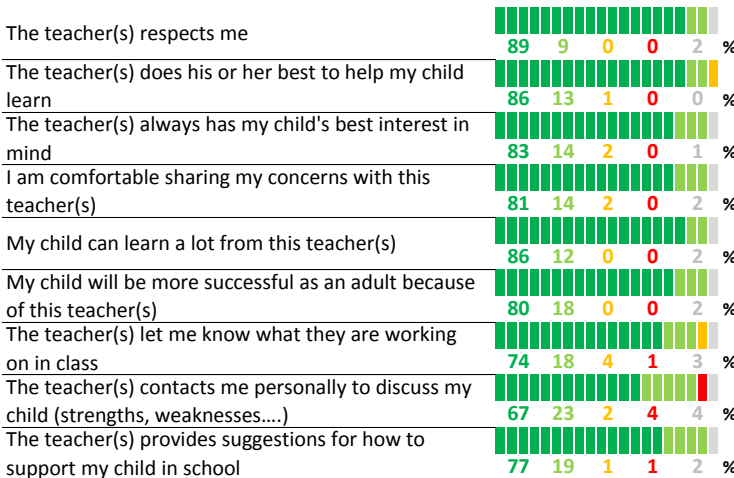 The teacher(s) respects me
89 9 0 0 2 %
The teacher(s) does his or her best to help my child
learn
86 13 1 0 0 %
The teacher(s) always has my child's best interest in
mind
83 14 2 0 1 %
I am comfortable sharing my concerns with this
teacher(s)
81 14 2 0 2 %
My child can learn a lot from this teacher(s)
86 12 0 0 2 %
My child will be more successful as an adult because
of this teacher(s)
80 18 0 0 2 %
The teacher(s) let me know what they are working
on in class
74 18 4 1 3 %
The teacher(s) contacts me personally to discuss my
child (strengths, weaknesses....)
67 23 2 4 4 %
The teacher(s) provides suggestions for how to
support my child in school
77 19 1 1 2 %